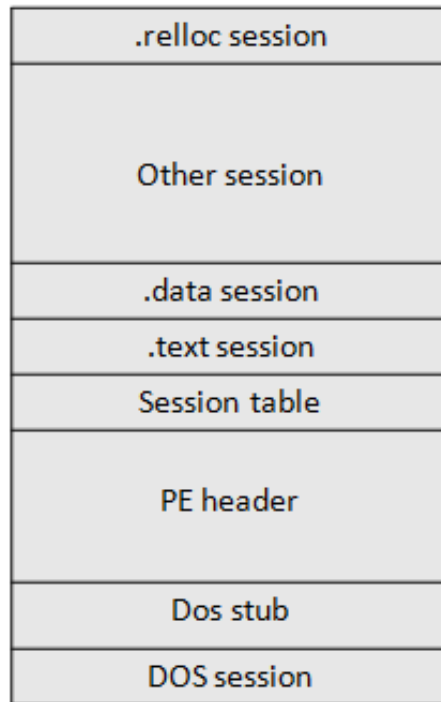 .relloc session
Other session
.data session
.text session
Session table
PE header
Dos stub
DOS session